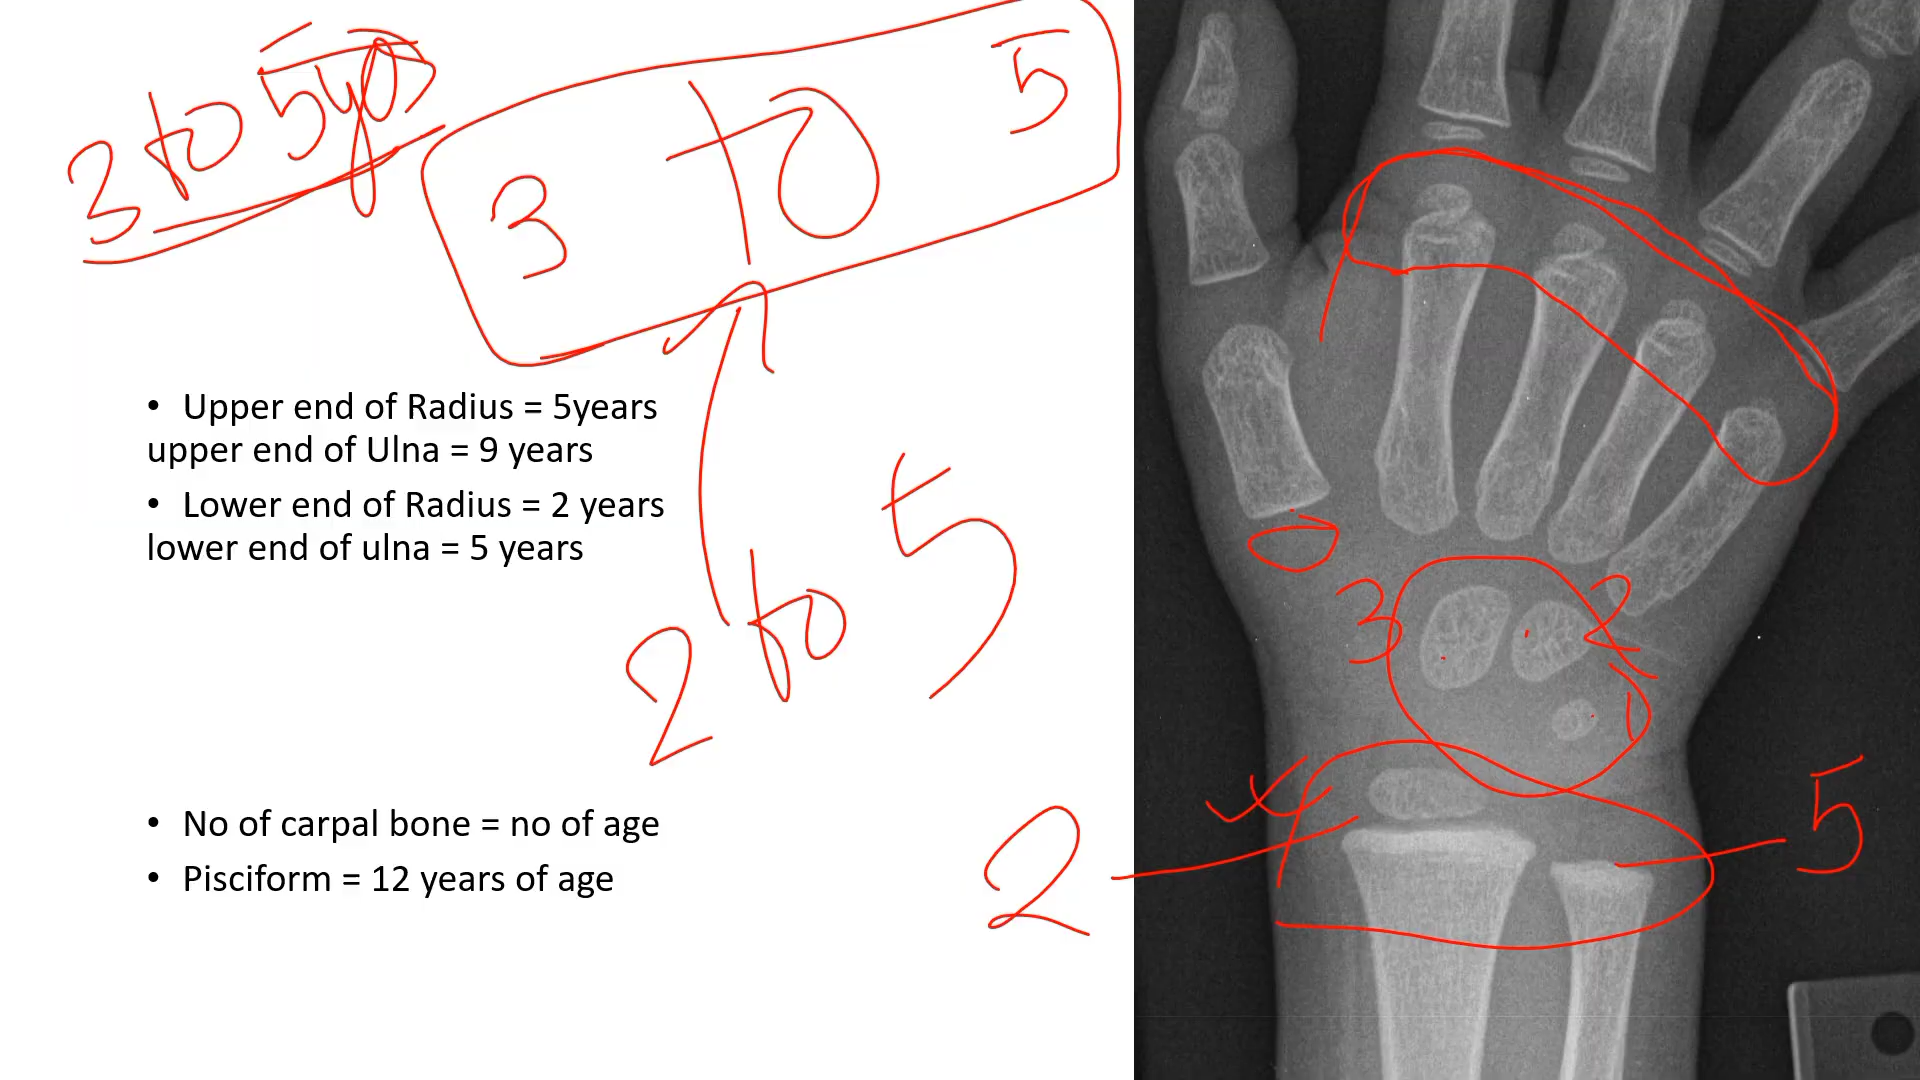 3 to 5yrs
3 to 5
• Upper end of Radius = 5years
upper end of Ulna = 9 years
• Lower end of Radius = 2 years
lower end of ulna = 5 years
2 to 5
• No of carpal bone = no of age
• Pisciform = 12 years of age
3
2
1
2
5